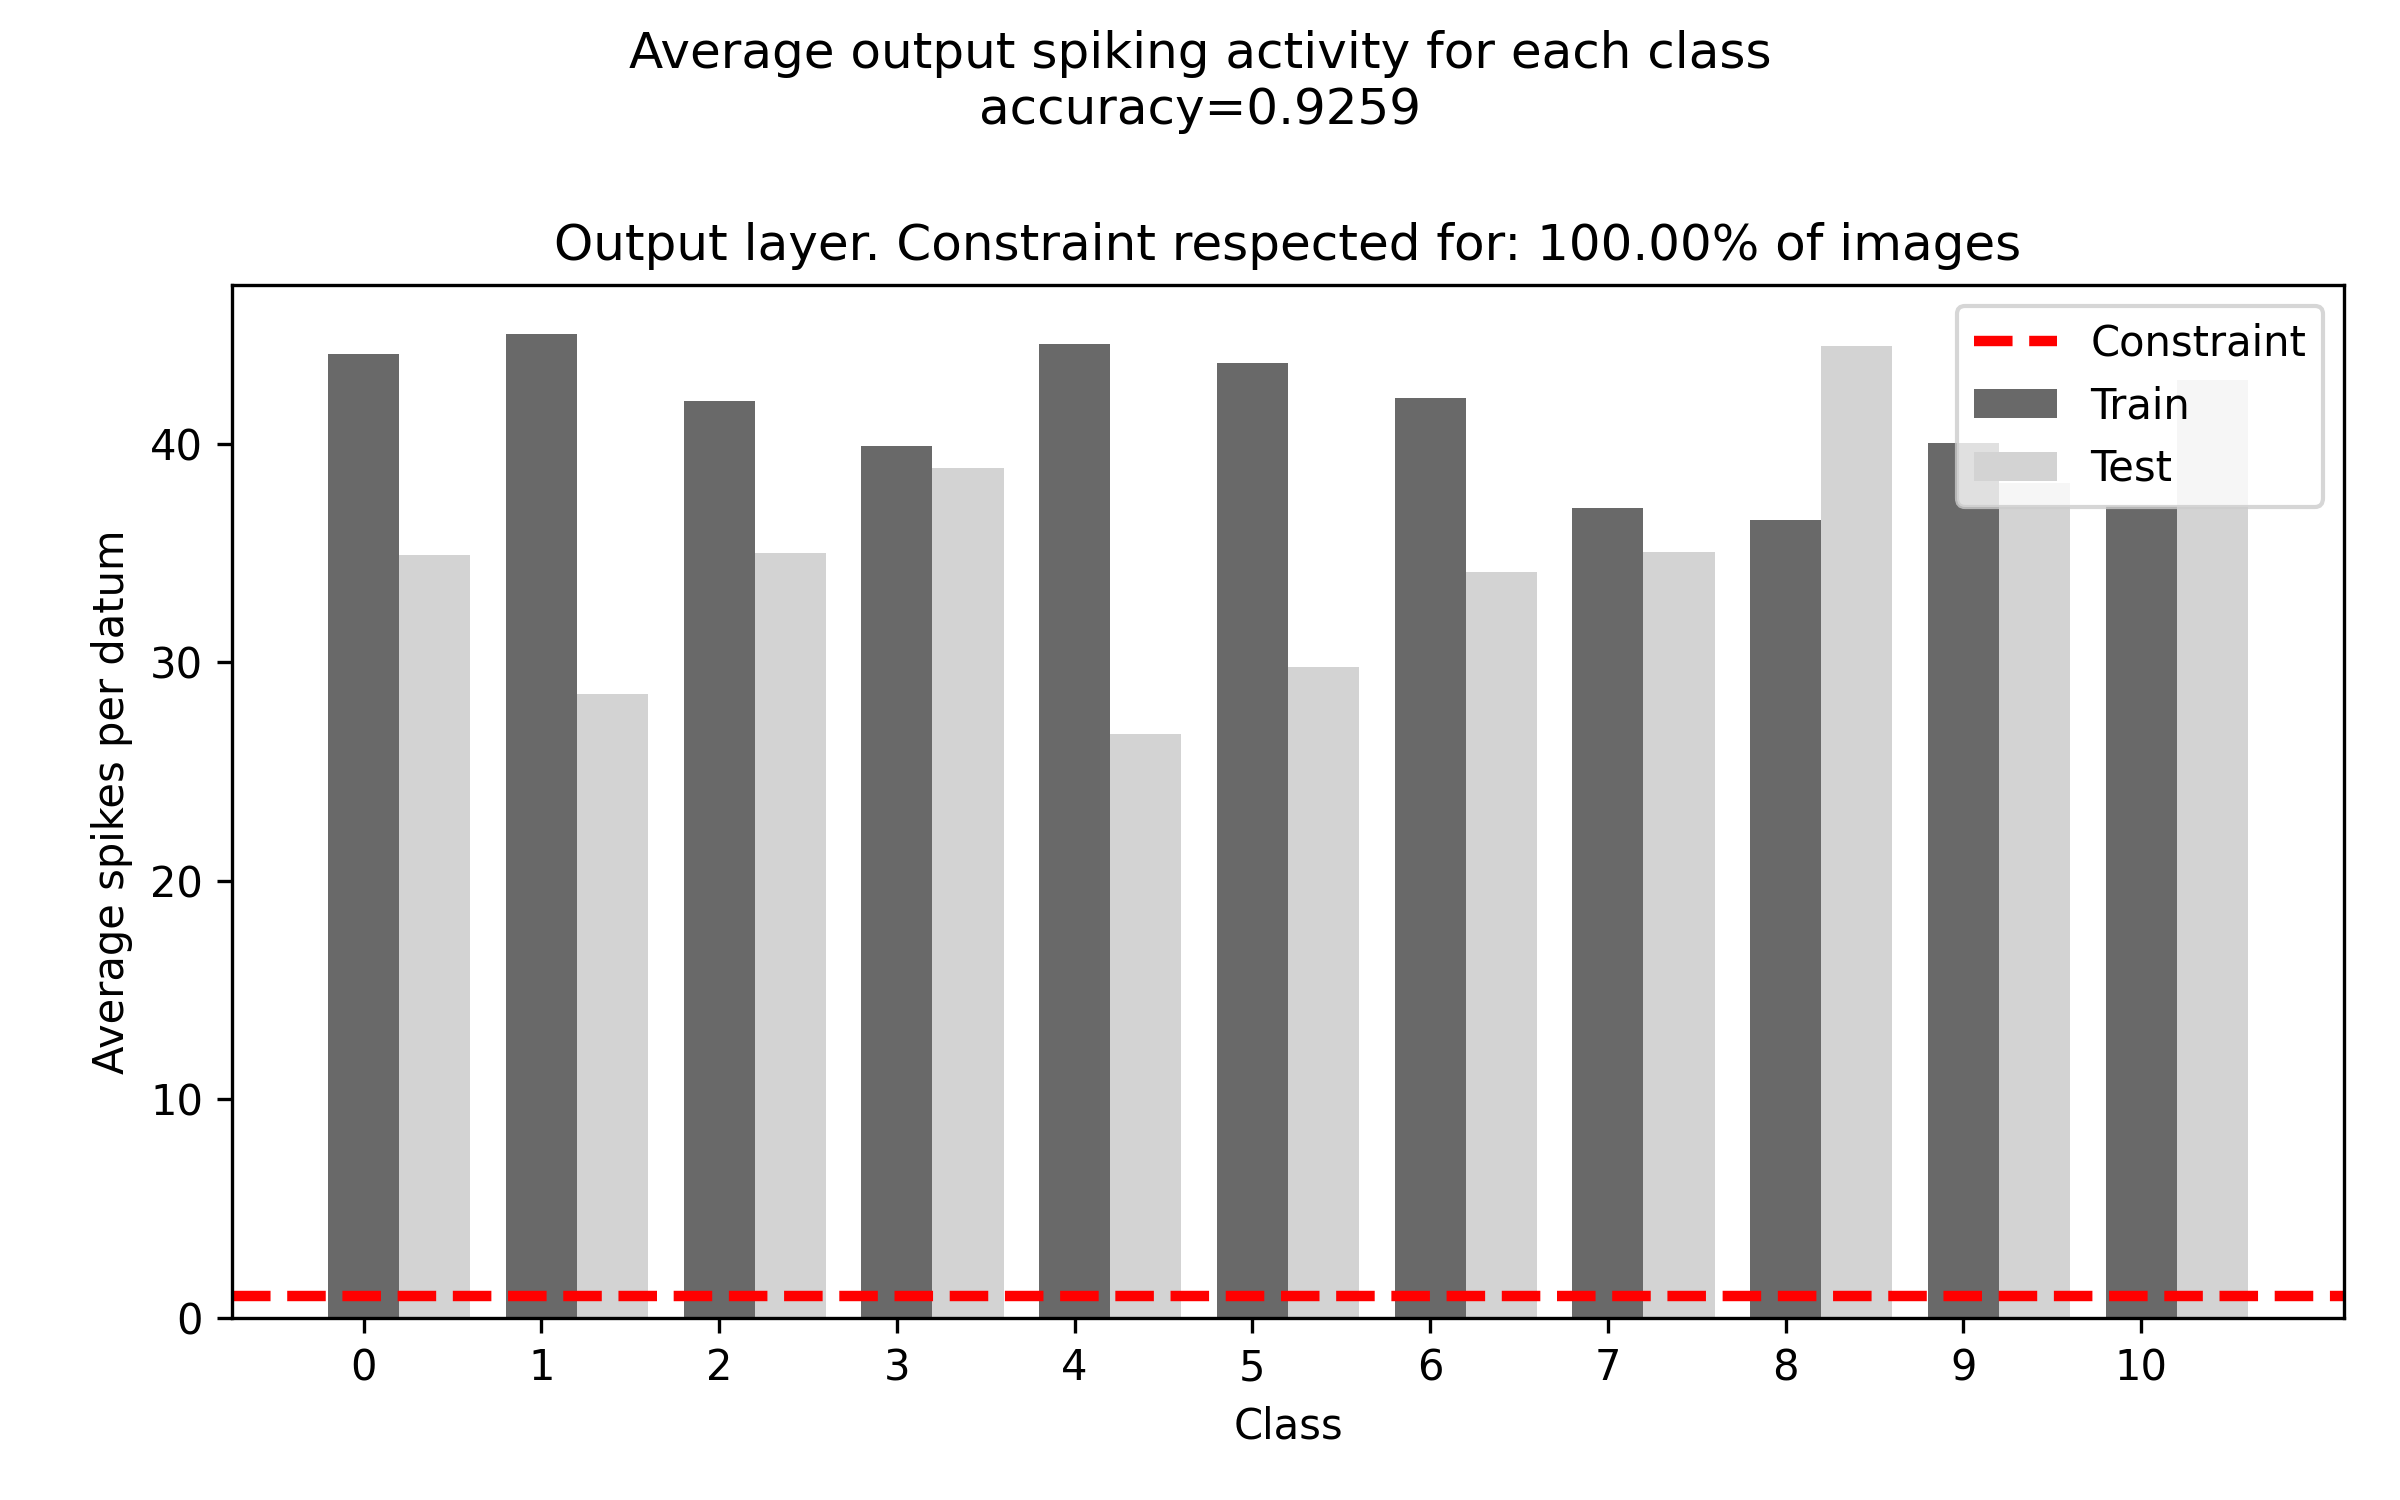 Average output spiking activity for each class
accuracy=0.9259
Output layer. Constraint respected for: 100.00% of images
Constraint
Train
Test
Average spikes per datum
40
30
20
10
0
0 1 2 3 4 5 6 7 8 9 10
Class